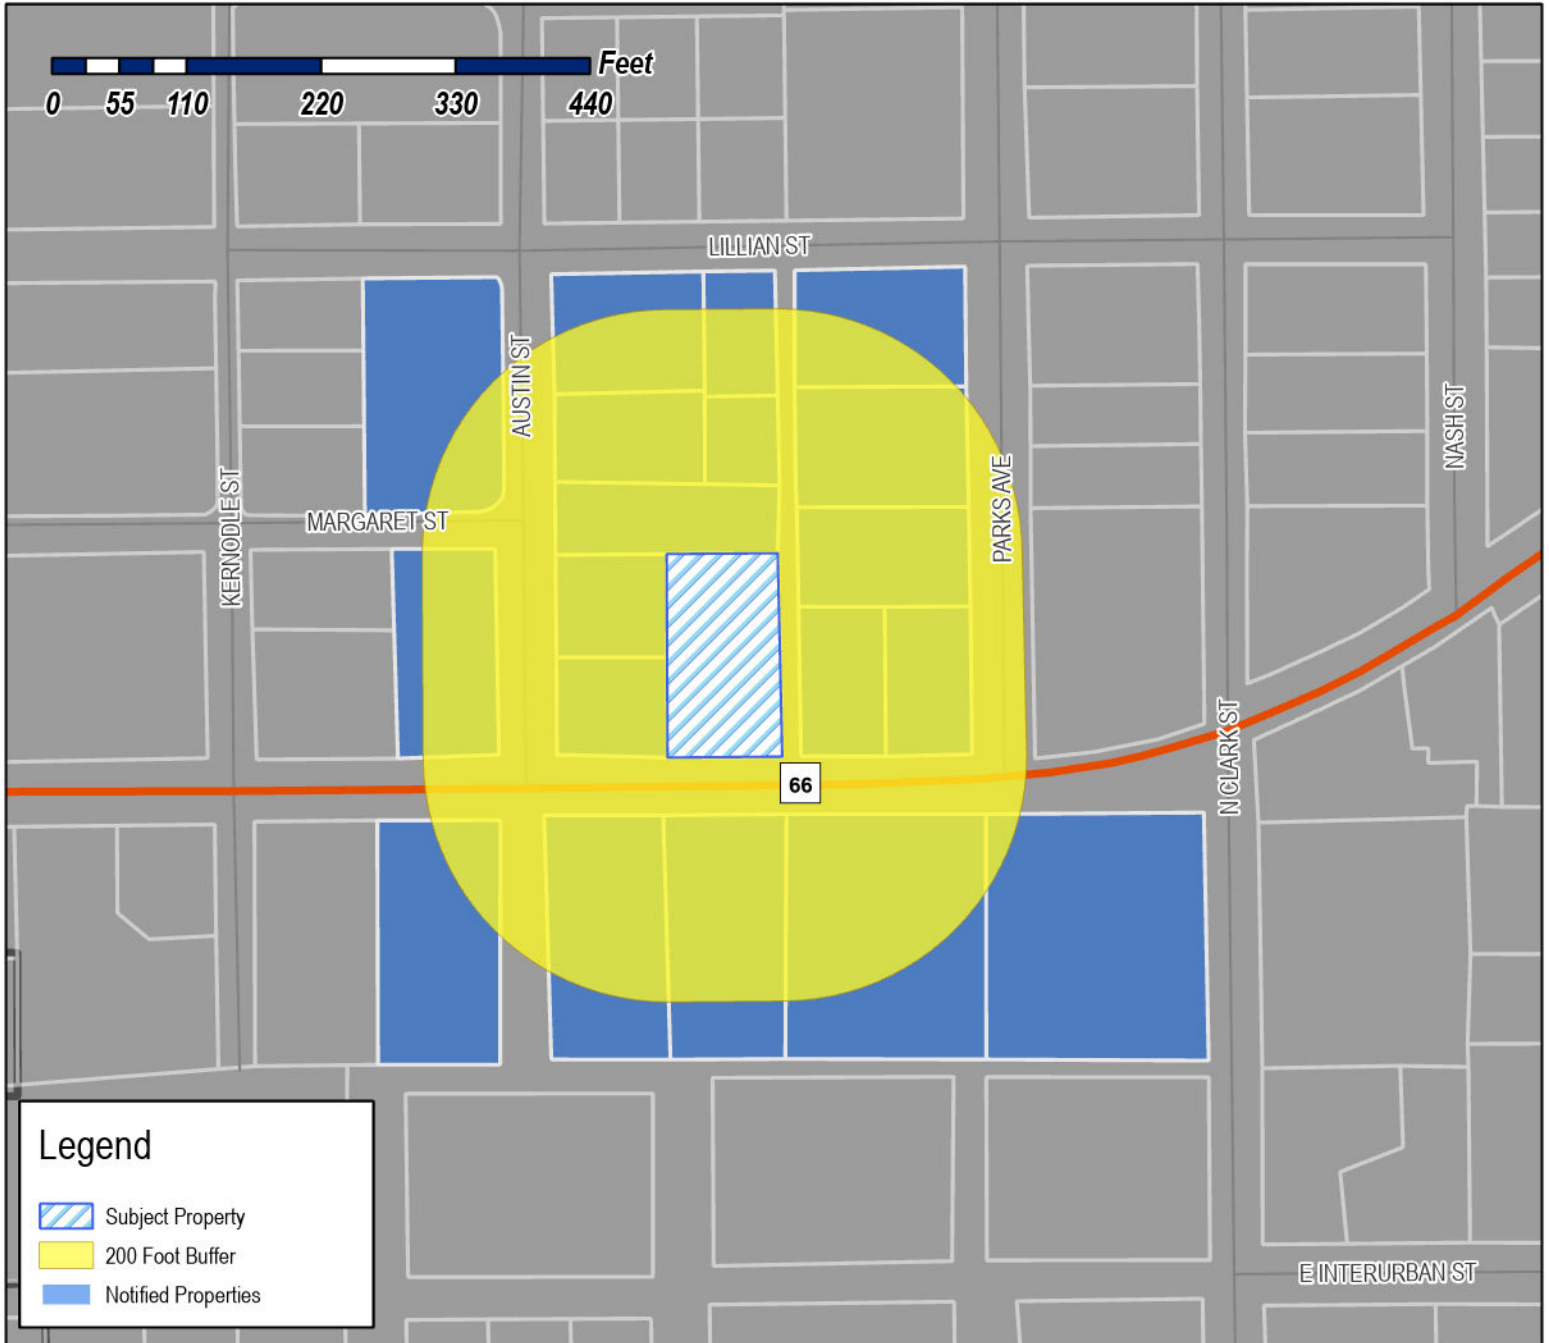 Feet
0 55 110 220 330 440
LILLIAN ST
AUSTIN ST
NASH ST
KERNODLE ST
MARGARET ST
PARKS AVE
N CLARK ST
66
Legend
Subject Property
200 Foot Buffer
Notified Properties
E INTERURBAN ST